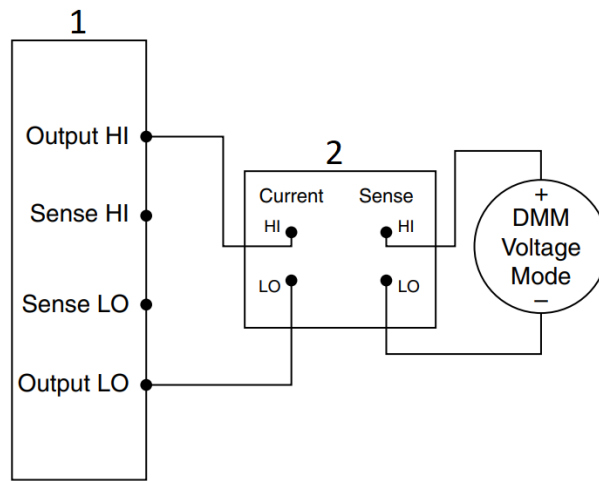 1
Output HI
Sense HI
Sense LO
Output LO
2
Current Sense
HI HI
LO LO
+
DMM
Voltage
Mode
–